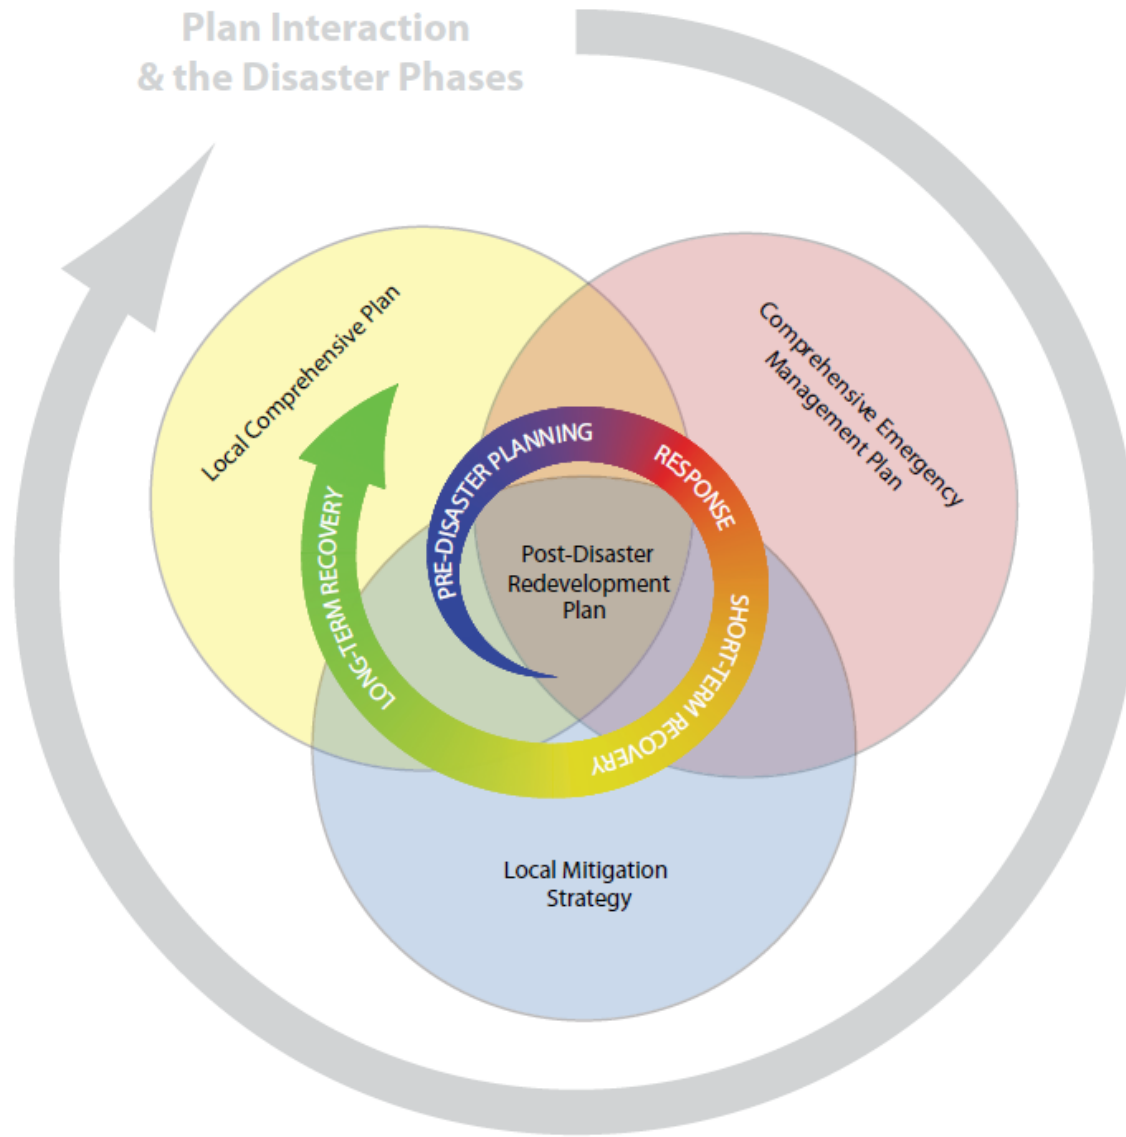 Plan Interaction
& the Disaster Phases
Local Comprehensive Plan
Comprehensive Emergency
Management Plan
PRE-DISASTER PLANNING
RESPONSE
SHORT-TERM RECOVERY
LONG-TERM RECOVERY
Post-Disaster
Redevelopment
Plan
Local Mitigation
Strategy